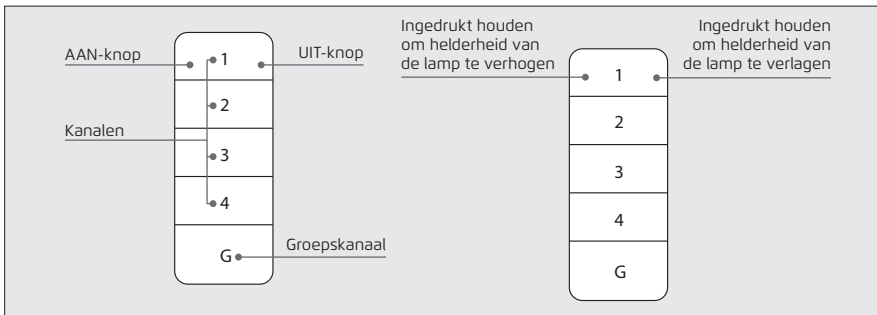 AAN-knop
1
UIT-knop
2
Kanalen
3
4
G
Groepskanaal
Ingedrukt houden
om helderheid van
de lamp te verhogen
Ingedrukt houden
om helderheid van
de lamp te verlagen
1
2
3
4
G